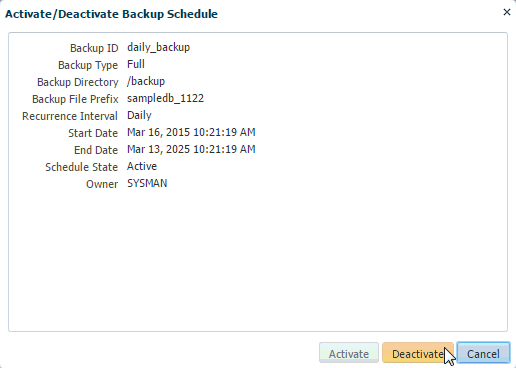 Activate/Deactivate Backup Schedule
Backup ID daily_backup
Backup Type Full
Backup Directory /backup
Backup File Prefix sampledb_1122
Recurrence Interval Daily
Start Date Mar 16, 2015 10:21:19 AM
End Date Mar 13, 2025 10:21:19 AM
Schedule State Active
Owner SYSMAN
Activate Deactivate Cancel